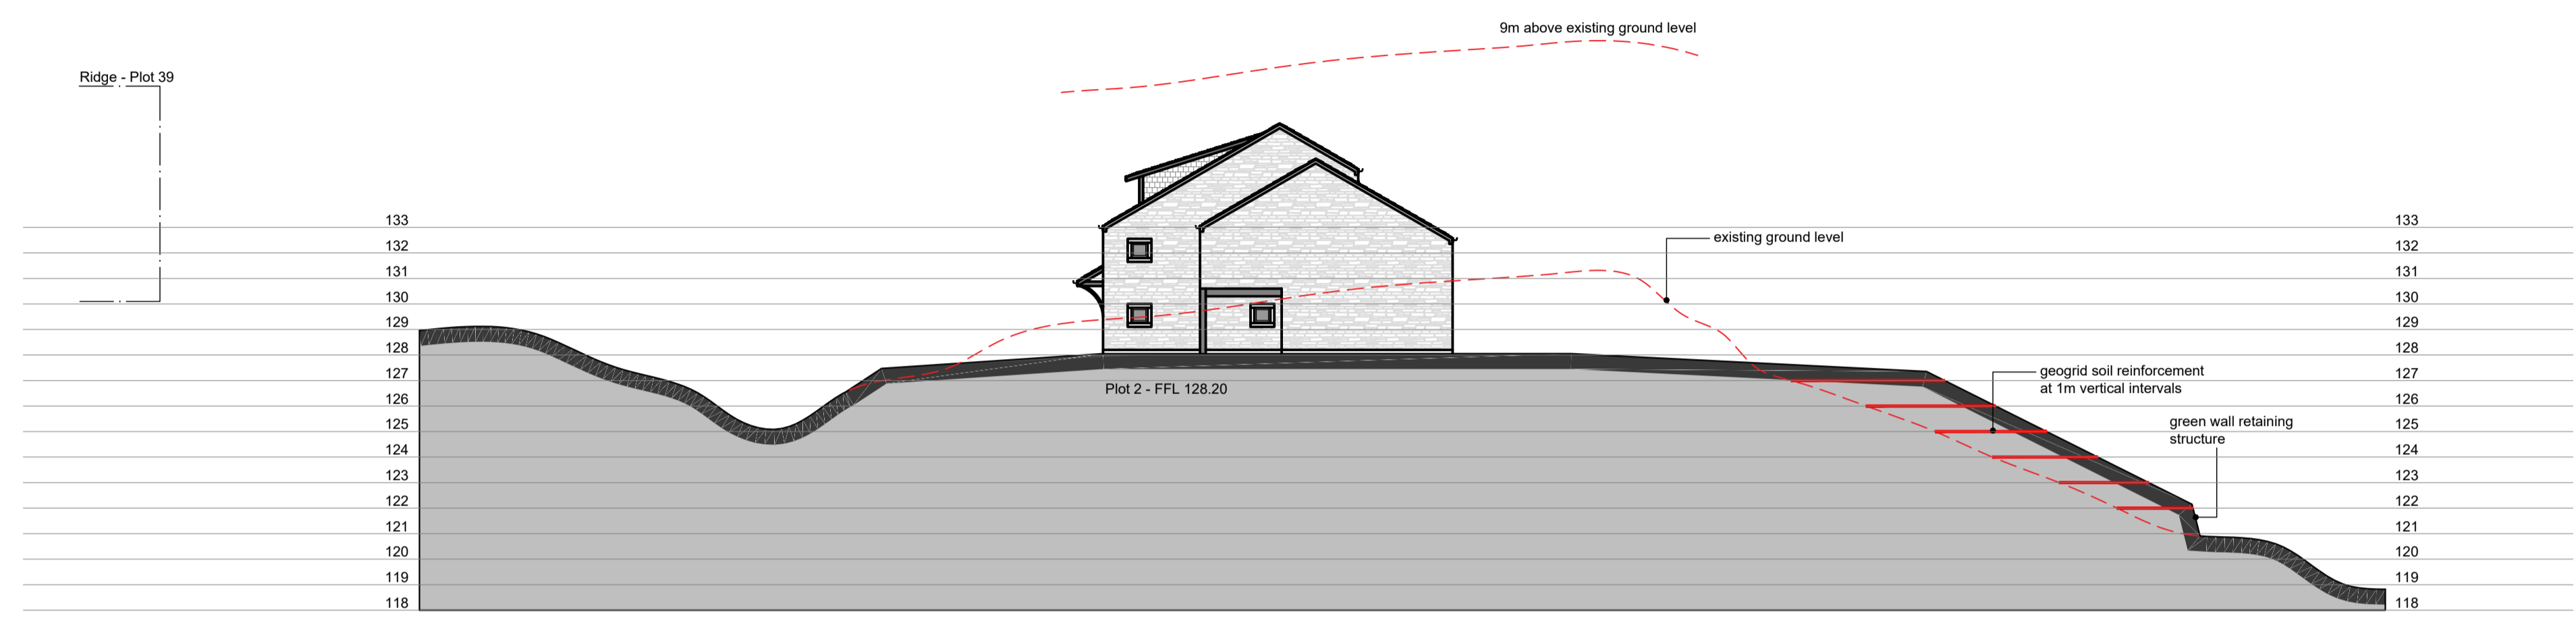 9m above existing ground level
Ridge - Plot 39
133 133
132 existing ground level 132
131 131
130 130
129 129
128 128
127 geogrid soil reinforcement 127
Plot 2 - FFL 128.20 at 1m vertical intervals
126 126
125 green wall retaining 125
structure
124 124
123 123
122 122
121 121
120 120
119 119
118 118